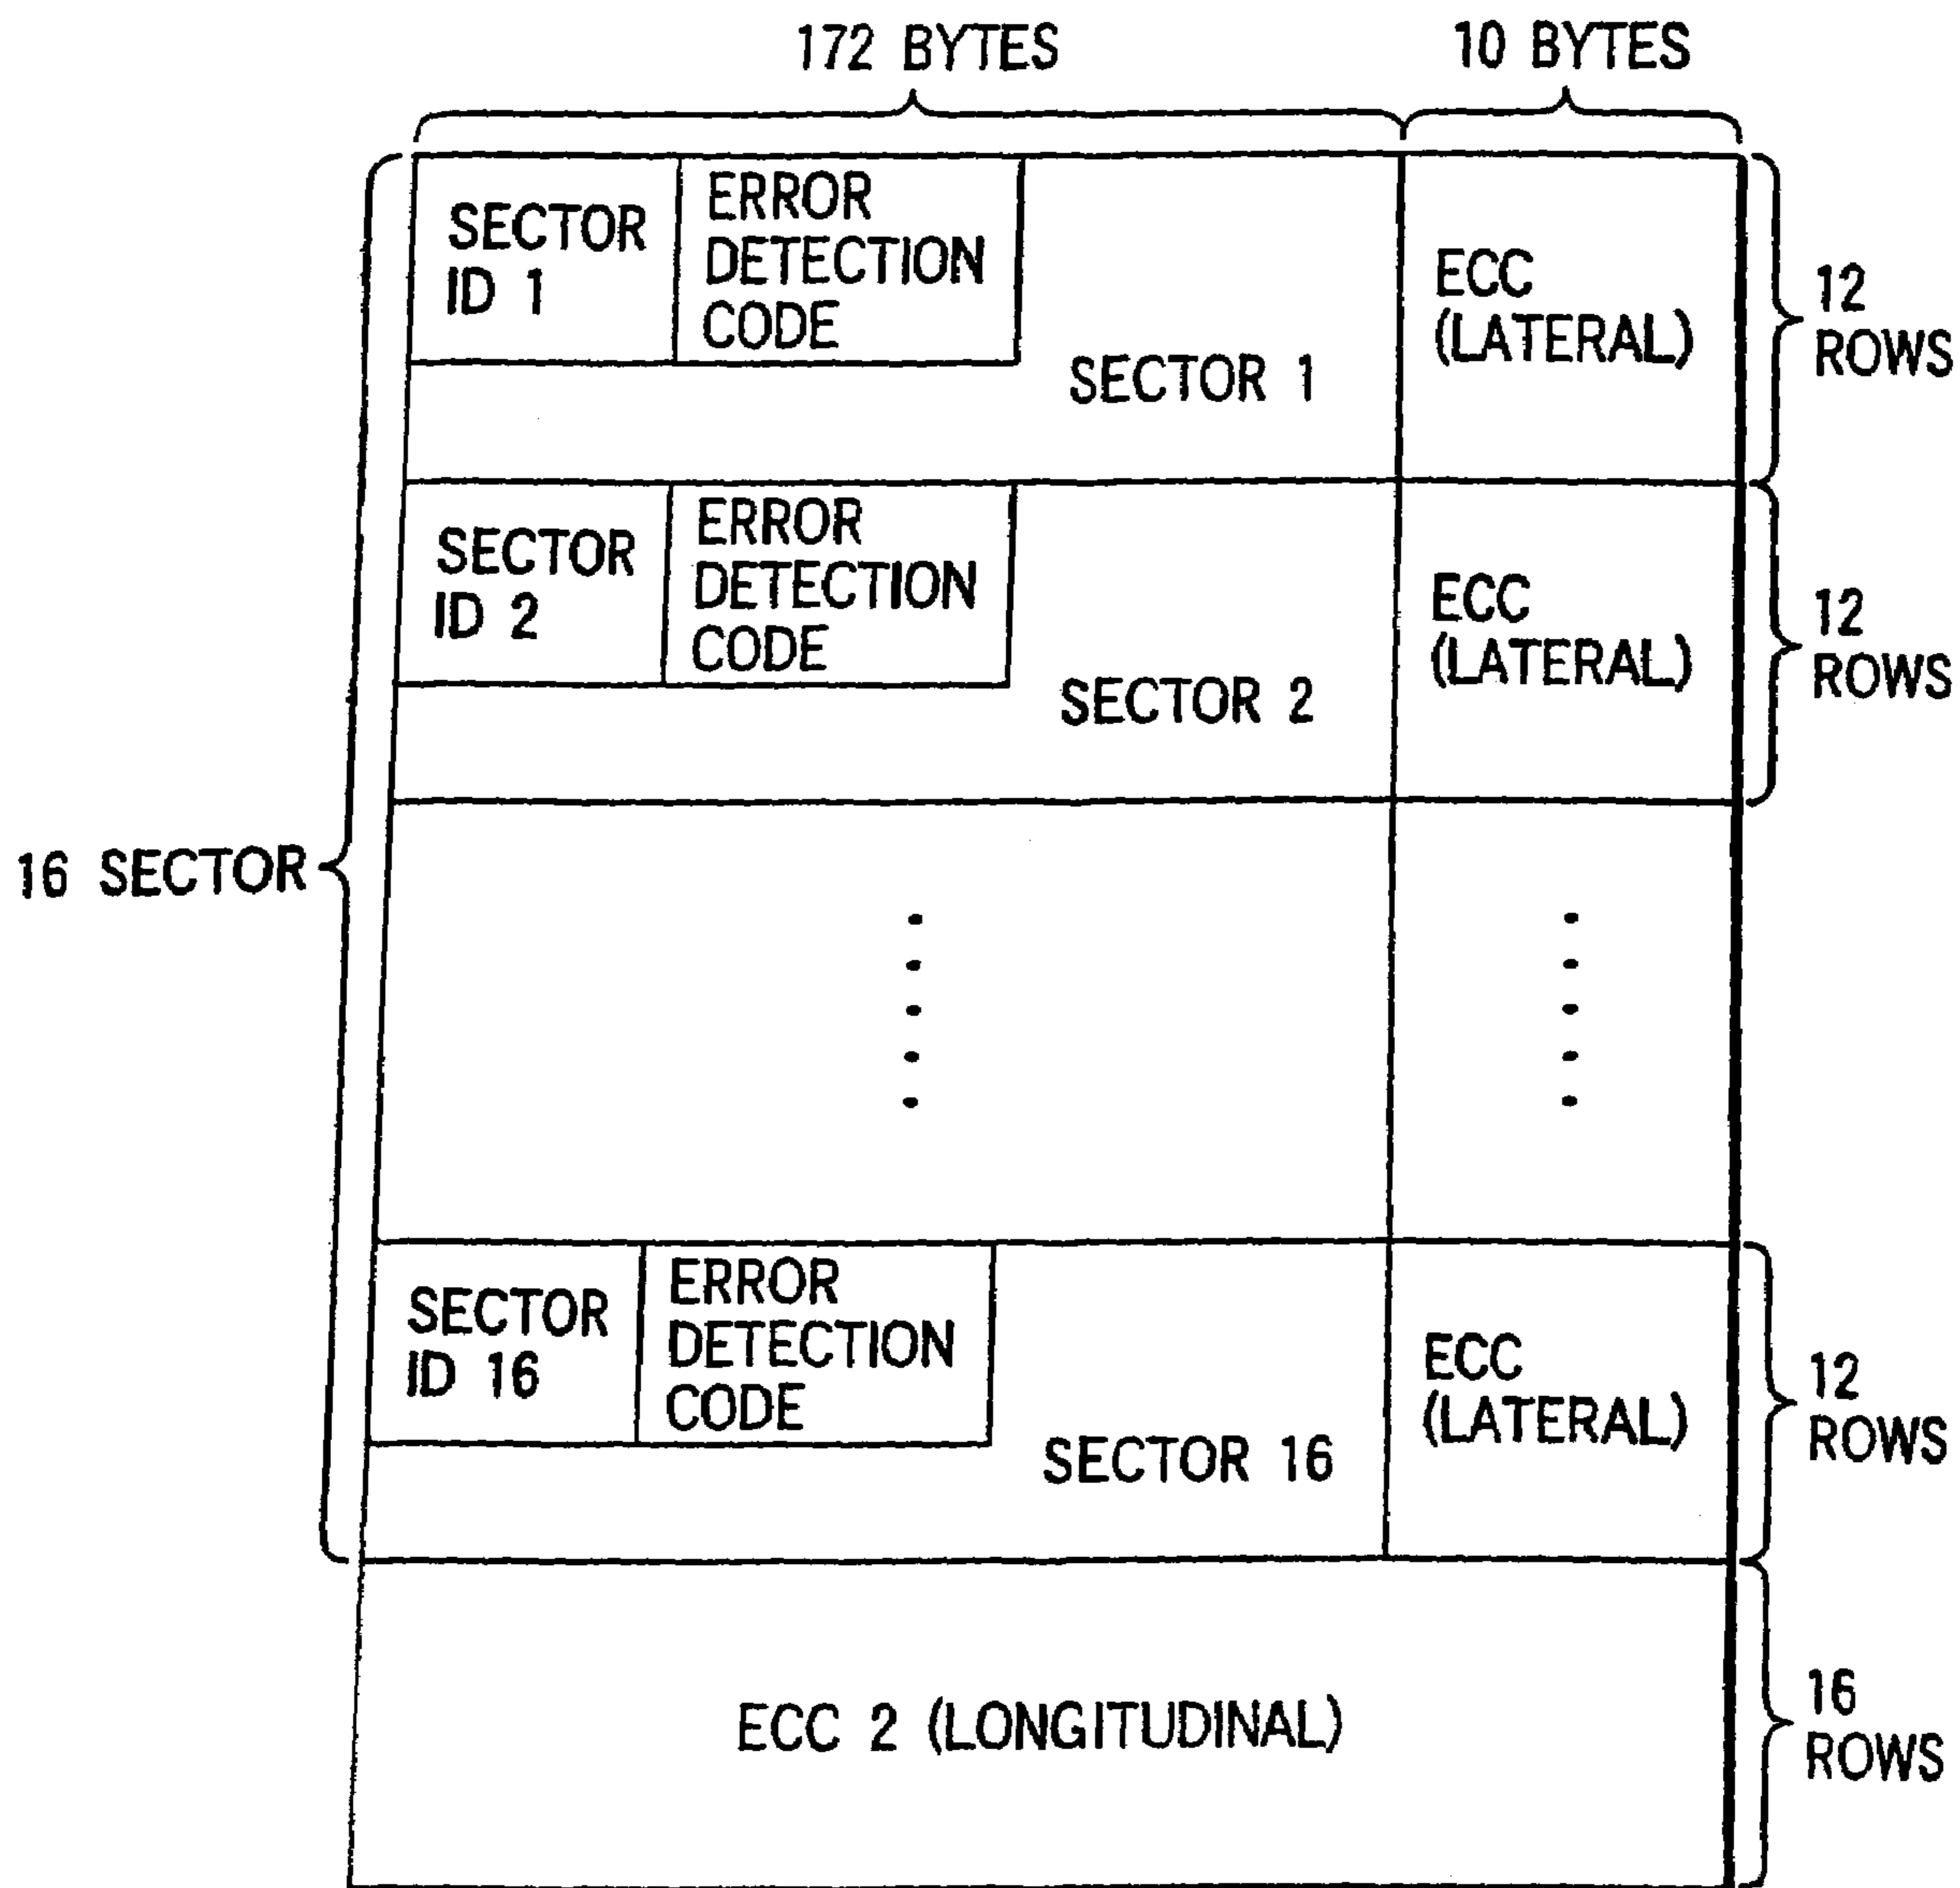 172 BYTES
10 BYTES
SECTOR
ID 1
ERROR
DETECTION
CODE
SECTOR 1
ECC
(LATERAL)
12
ROWS
SECTOR
ID 2
ERROR
DETECTION
CODE
SECTOR 2
ECC
(LATERAL)
12
ROWS
16 SECTOR
SECTOR
ID 16
ERROR
DETECTION
CODE
SECTOR 16
ECC
(LATERAL)
12
ROWS
ECC 2 (LONGITUDINAL)
16
ROWS